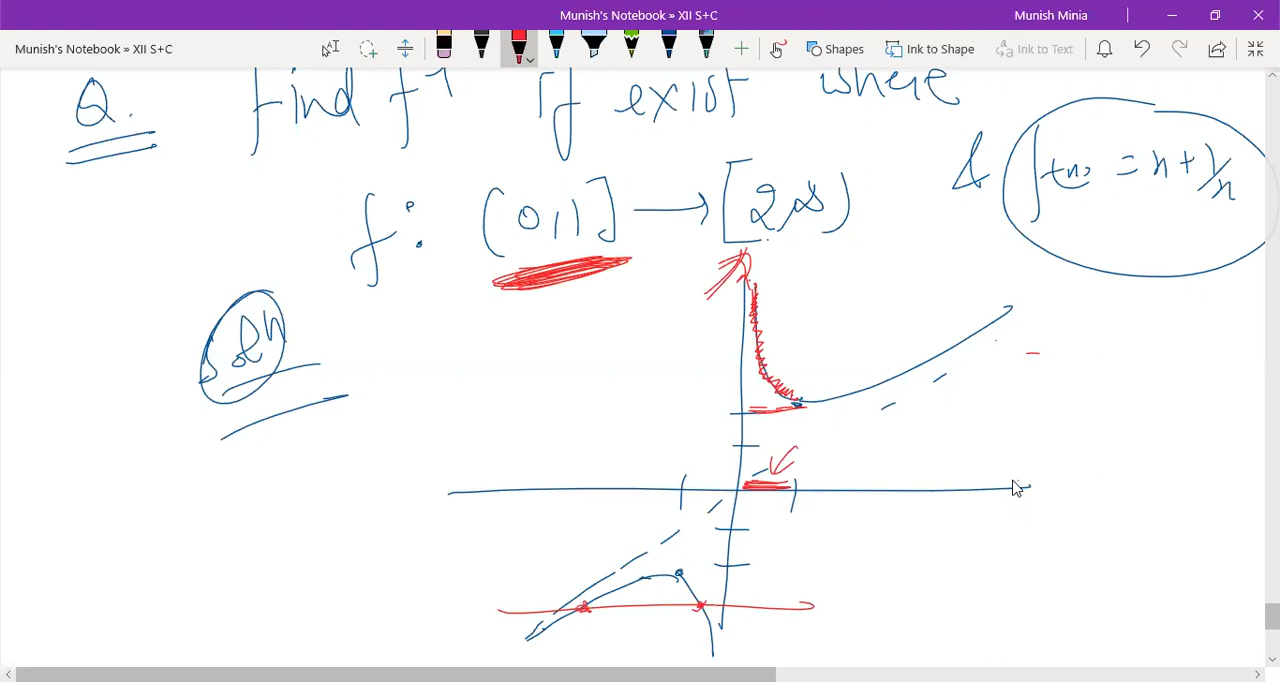 Munish's Notebook » XII S+C
Munish Minia
Munish's Notebook » XII S+C
Shapes
Ink to Shape
Ink to Text
Q. Find f⁻¹ if exist where
f: (0,1] → [2,∞) & f(x) = x + 1/x
Soln